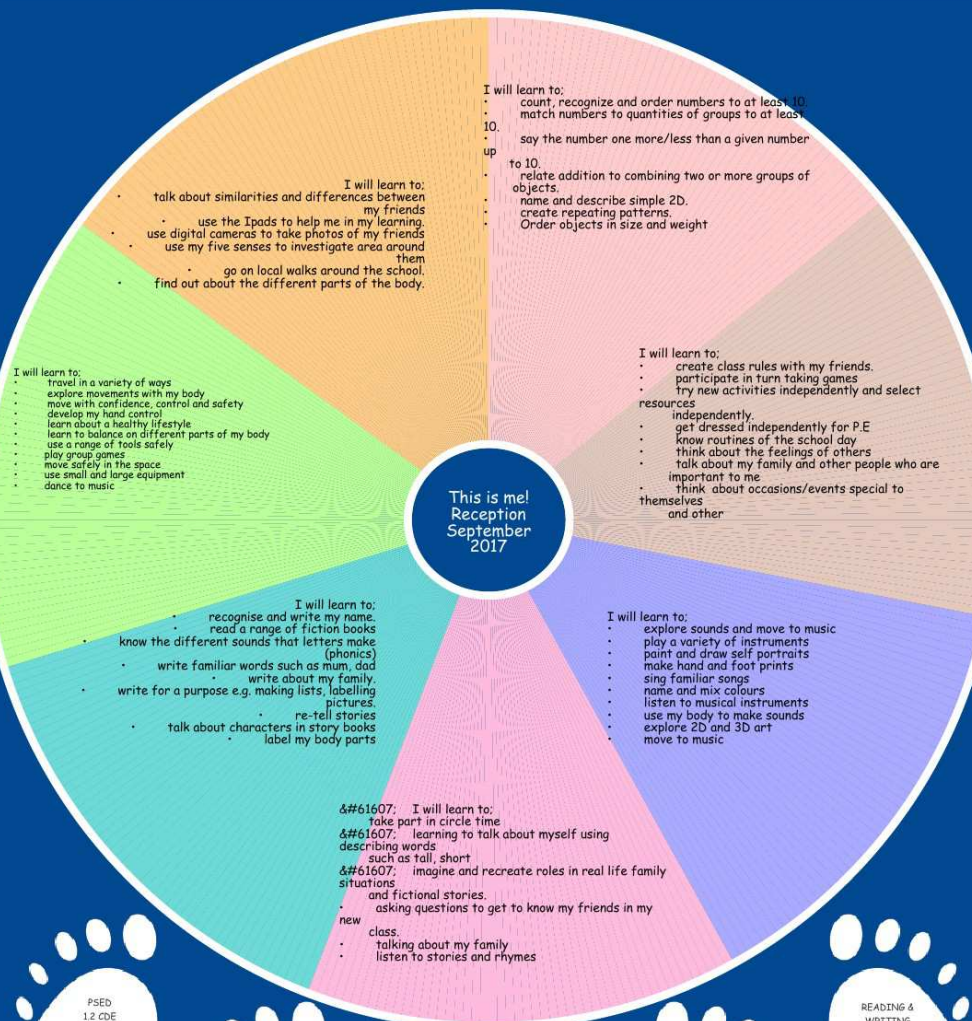 I will learn to;
• count, recognize and order numbers to at least 10.
• match numbers to quantities of groups to at least
10.
• say the number one more/less than a given number
up
to 10.
• relate addition to combining two or more groups of
objects.
• name and describe simple 2D.
• create repeating patterns.
• Order objects in size and weight
I will learn to;
• talk about similarities and differences between
my friends
• use the Ipads to help me in my learning.
• use digital cameras to take photos of my friends
• use my five senses to investigate area around
them
• go on local walks around the school.
• find out about the different parts of the body.
I will learn to;
• create class rules with my friends.
• participate in turn taking games
• try new activities independently and select
resources
independently.
• get dressed independently for P.E
• know routines of the school day
• think about the feelings of others
• talk about my family and other people who are
important to me
• think about occasions/events special to
themselves
and other
I will learn to;
• travel in a variety of ways
• explore movements with my body
• move with confidence, control and safety
• develop my hand control
• learn about a healthy lifestyle
• learn to balance on different parts of my body
• use a range of tools safely
• play group games
• move safely in the space
• use small and large equipment
• dance to music
This is me!
Reception
September
2017
I will learn to;
• recognise and write my name.
• read a range of fiction books
• know the different sounds that letters make
(phonics)
• write familiar words such as mum, dad
• write about my family.
• write for a purpose e.g. making lists, labelling
pictures.
• re-tell stories
• talk about characters in story books
• label my body parts
I will learn to;
• explore sounds and move to music
• play a variety of instruments
• paint and draw self portraits
• make hand and foot prints
• sing familiar songs
• name and mix colours
• listen to musical instruments
• use my body to make sounds
• explore 2D and 3D art
• move to music
&#61607; I will learn to;
take part in circle time
&#61607; learning to talk about myself using
describing words
such as tall, short
&#61607; imagine and recreate roles in real life family
situations
and fictional stories.
• asking questions to get to know my friends in my
new
class.
• talking about my family
• listen to stories and rhymes
PSED
1.2 CDE
READING &
WRITING